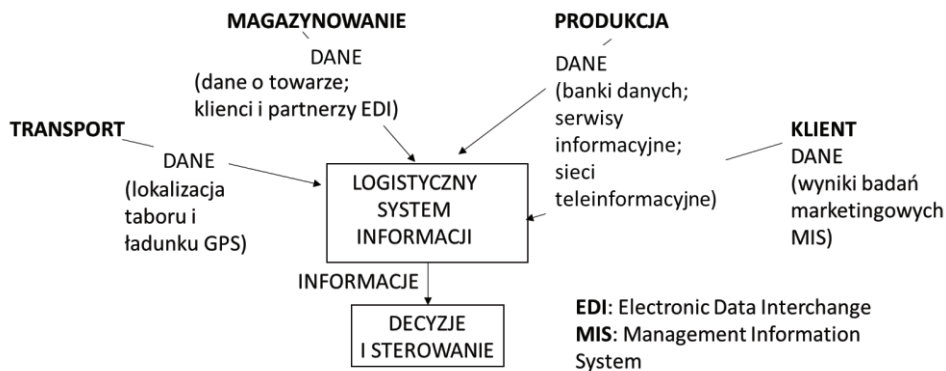 MAGAZYNOWANIE
DANE
(dane o towarze;
klienci i partnerzy EDI)
PRODUKCJA
DANE
(banki danych;
serwisy
informacyjne;
sieci
teleinformacyjne)
TRANSPORT
DANE
(lokalizacja
taboru i
ładunku GPS)
KLIENT
DANE
(wyniki badań
marketingowych
MIS)
LOGISTYCZNY
SYSTEM
INFORMACJI
INFORMACJE
DECYZJE
I STEROWANIE
EDI: Electronic Data Interchange
MIS: Management Information
System